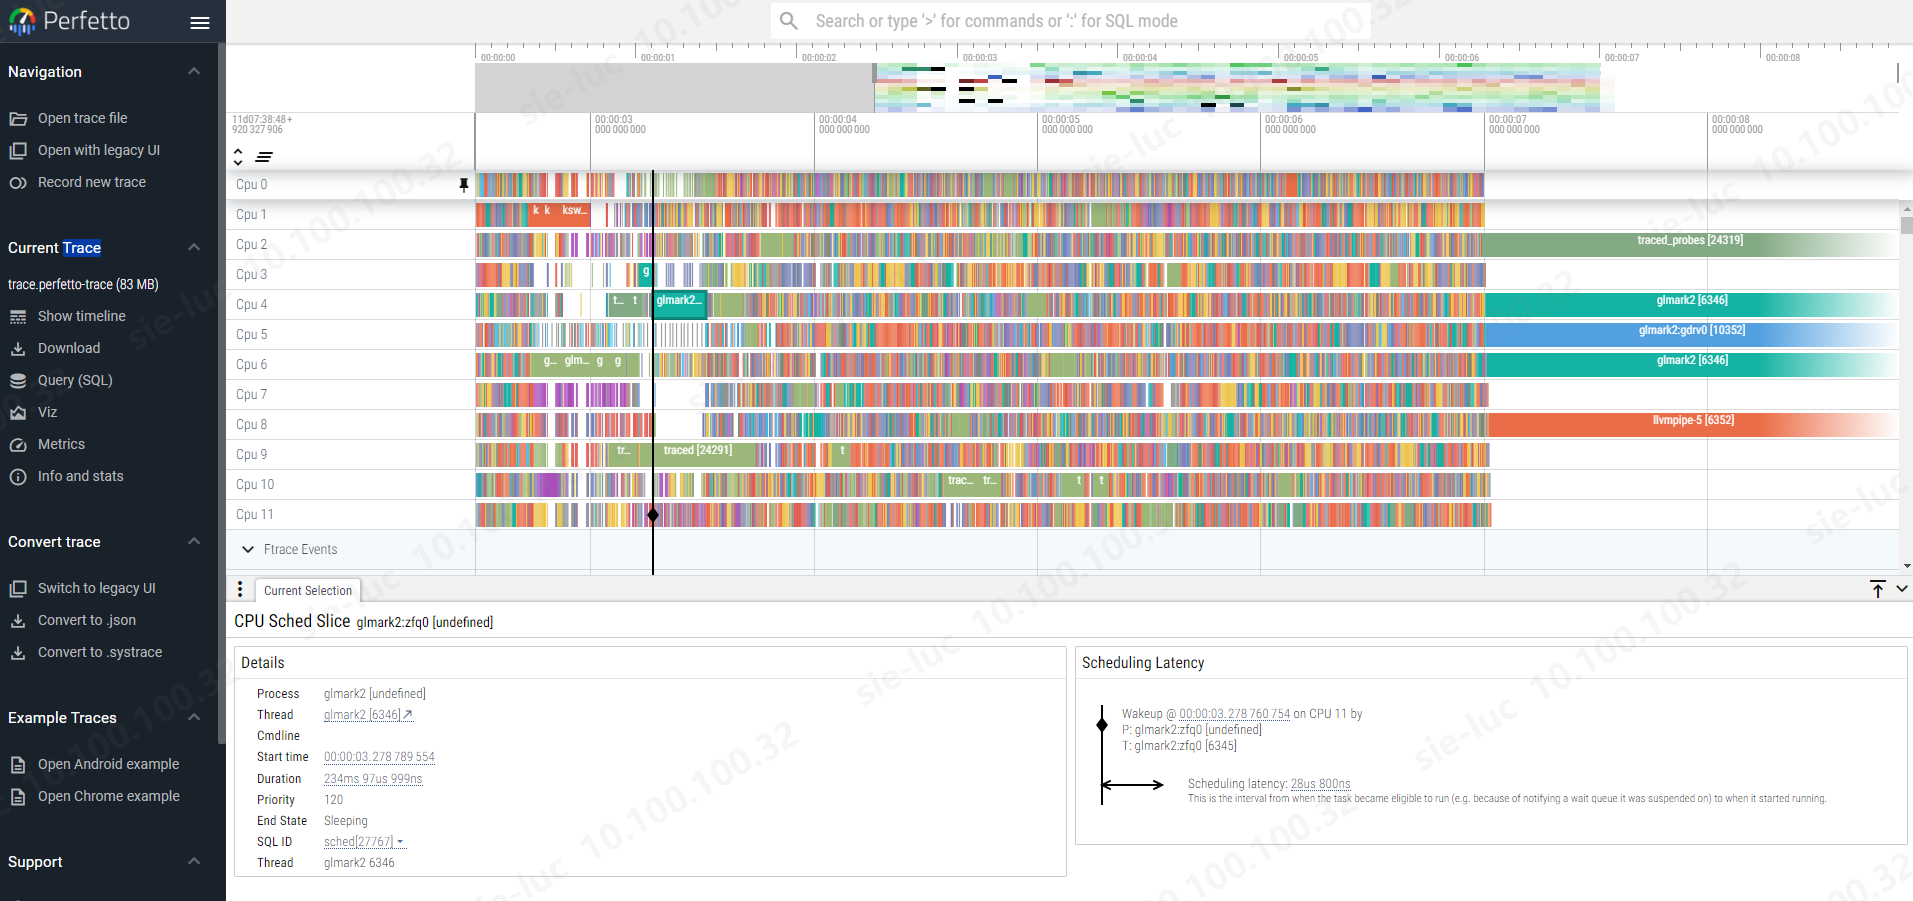 Perfetto
Search or type '>' for commands or ':' for SQL mode
Navigation
Open trace file
Open with legacy UI
Record new trace
Current Trace
trace.perfetto-trace (83 MB)
Show timeline
Download
Query (SQL)
Viz
Metrics
Info and stats
Convert trace
Switch to legacy UI
Convert to .json
Convert to .systrace
Example Traces
Open Android example
Open Chrome example
Support
00:00:00 00:00:01 00:00:02 00:00:03 00:00:04 00:00:05 00:00:06 00:00:07 00:00:08
11d07:38:48+
920 327 906
00:00:03 00:00:04 00:00:05 00:00:06 00:00:07 00:00:08
000 000 000 000 000 000 000 000 000 000 000 000 000 000 000 000 000 000
Cpu 0
Cpu 1 k k ksw...
Cpu 2 traced_probes [24319]
Cpu 3 g
Cpu 4 t... t glmark2... glmark2 [6346]
Cpu 5 glmark2:gdrv0 [10352]
Cpu 6 g... glm... g g glmark2 [6346]
Cpu 7
Cpu 8 llvmpipe-5 [6352]
Cpu 9 tr... traced [24291] t
Cpu 10 trac... tr... t t
Cpu 11
Ftrace Events
Current Selection
CPU Sched Slice glmark2:zfq0 [undefined]
Details
Process glmark2 [undefined]
Thread glmark2 [6346]
Cmdline
Start time 00:00:03.278 789 554
Duration 234ms 97us 999ns
Priority 120
End State Sleeping
SQL ID sched[27767]
Thread glmark2 6346
Scheduling Latency
Wakeup @ 00:00:03.278 760 754 on CPU 11 by
P: glmark2:zfq0 [undefined]
T: glmark2:zfq0 [6345]
Scheduling latency: 28us 800ns
This is the interval from when the task became eligible to run (e.g. because of notifying a wait queue it was suspended on) to when it started running.
sie-luc 10.100.32